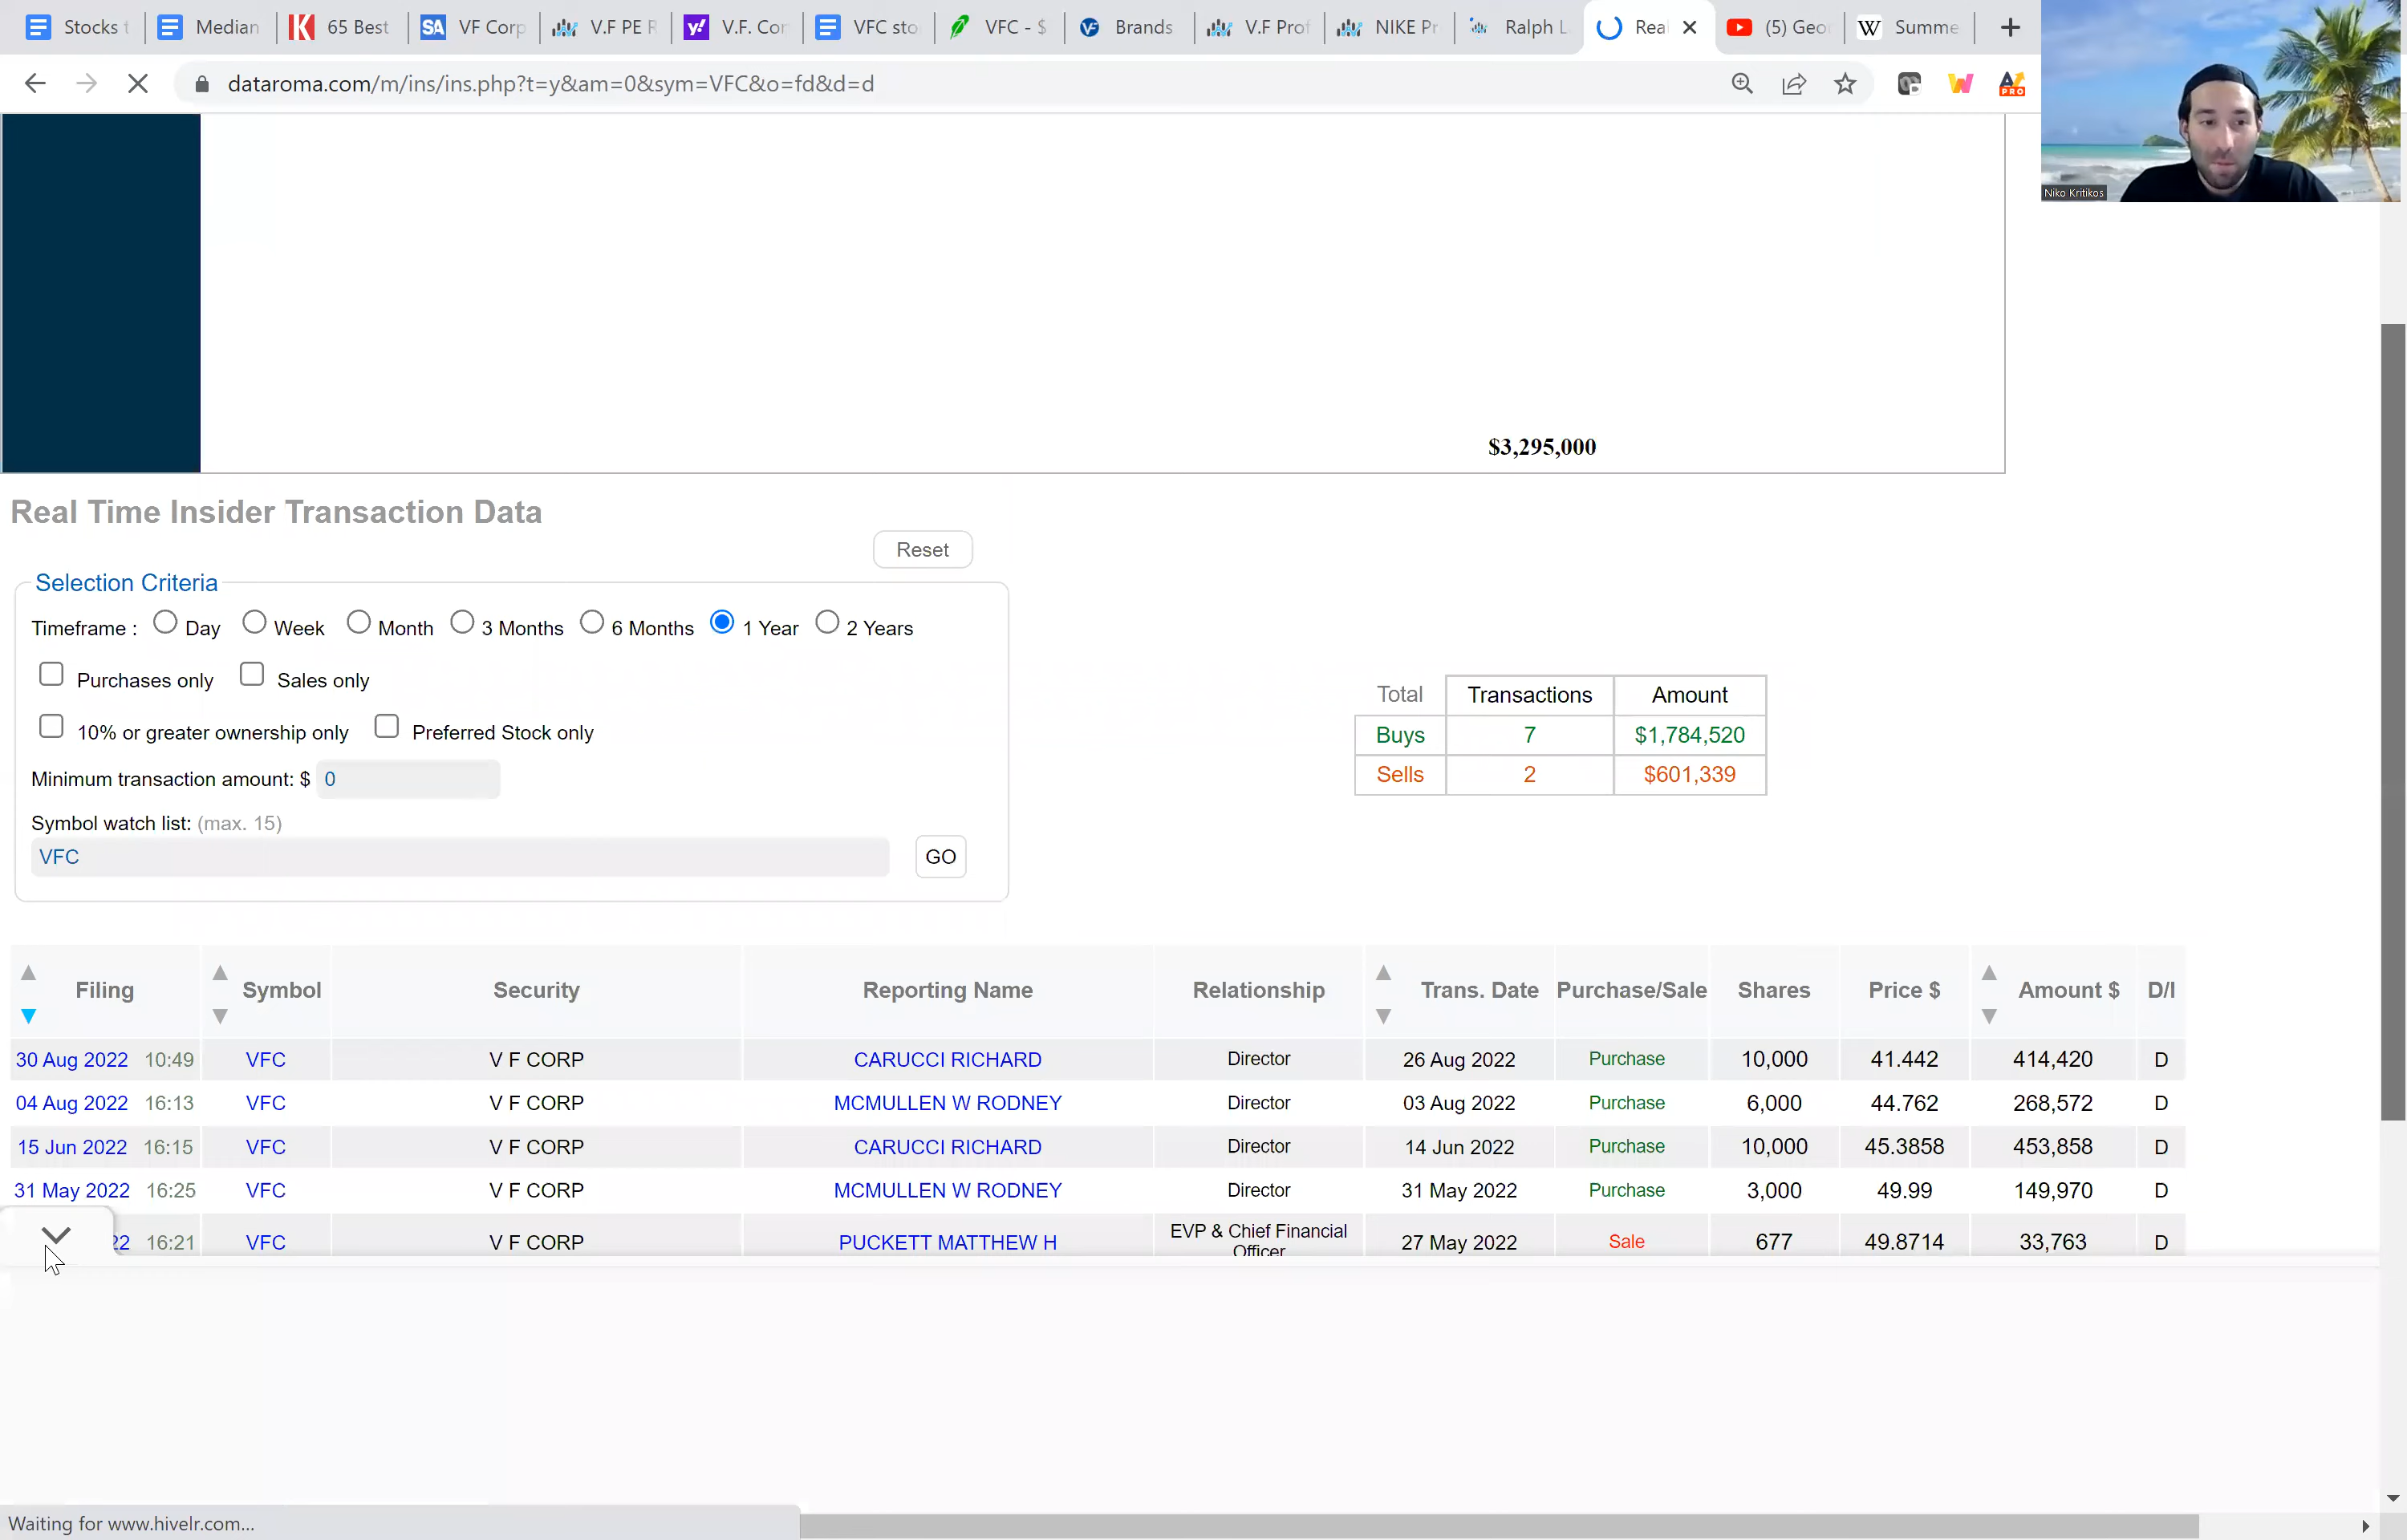 Stocks t
Median
65 Best
SA VF Corp
V.F PE R
V.F. Cor
VFC sto
VFC - $
Brands
V.F Prof
NIKE Pr
Ralph L
Rea
(5) Geo
W Summe
dataroma.com/m/ins/ins.php?t=y&am=0&sym=VFC&o=fd&d=d
PRO
Niko Kritikos
$3,295,000
Real Time Insider Transaction Data
Reset
Selection Criteria
Timeframe : Day Week Month 3 Months 6 Months 1 Year 2 Years
Purchases only Sales only
10% or greater ownership only Preferred Stock only
Minimum transaction amount: $ 0
Symbol watch list: (max. 15)
VFC GO
Total Transactions Amount
Buys 7 $1,784,520
Sells 2 $601,339
Filing Symbol Security Reporting Name Relationship Trans. Date Purchase/Sale Shares Price $ Amount $ D/I
30 Aug 2022 10:49 VFC V F CORP CARUCCI RICHARD Director 26 Aug 2022 Purchase 10,000 41.442 414,420 D
04 Aug 2022 16:13 VFC V F CORP MCMULLEN W RODNEY Director 03 Aug 2022 Purchase 6,000 44.762 268,572 D
15 Jun 2022 16:15 VFC V F CORP CARUCCI RICHARD Director 14 Jun 2022 Purchase 10,000 45.3858 453,858 D
31 May 2022 16:25 VFC V F CORP MCMULLEN W RODNEY Director 31 May 2022 Purchase 3,000 49.99 149,970 D
22 16:21 VFC V F CORP PUCKETT MATTHEW H EVP & Chief Financial Officer 27 May 2022 Sale 677 49.8714 33,763 D
Waiting for www.hivelr.com...